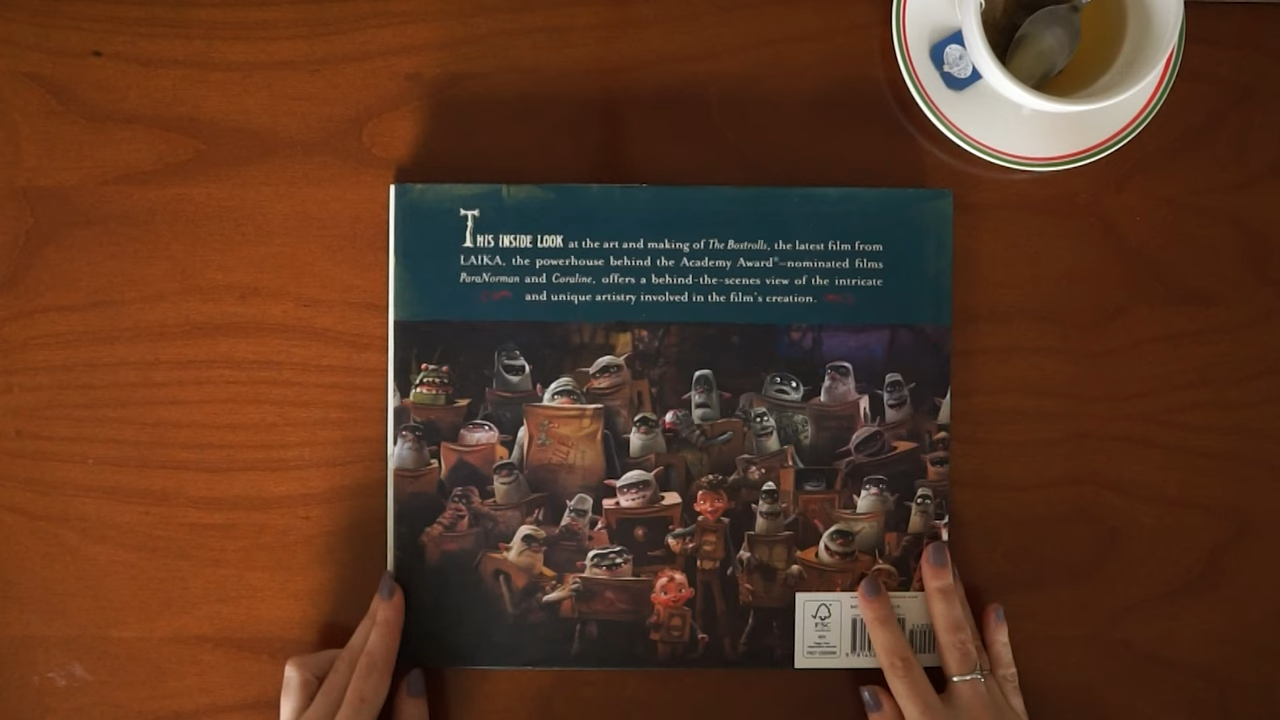 THIS INSIDE LOOK at the art and making of The Boxtrolls, the latest film from
LAIKA, the powerhouse behind the Academy Award®–nominated films
ParaNorman and Coraline, offers a behind-the-scenes view of the intricate
and unique artistry involved in the film's creation.
FSC